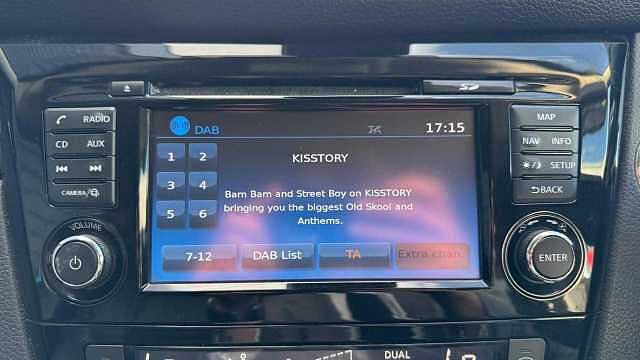 RADIO
CD AUX
CAMERA
VOLUME
DAB 17:15
1 2
3 4
5 6
KISSTORY
Bam Bam and Street Boy on KISSTORY
bringing you the biggest Old Skool and
Anthems.
7-12 DAB List TA Extra chan.
SD
MAP
NAV INFO
SETUP
BACK
ENTER
DUAL